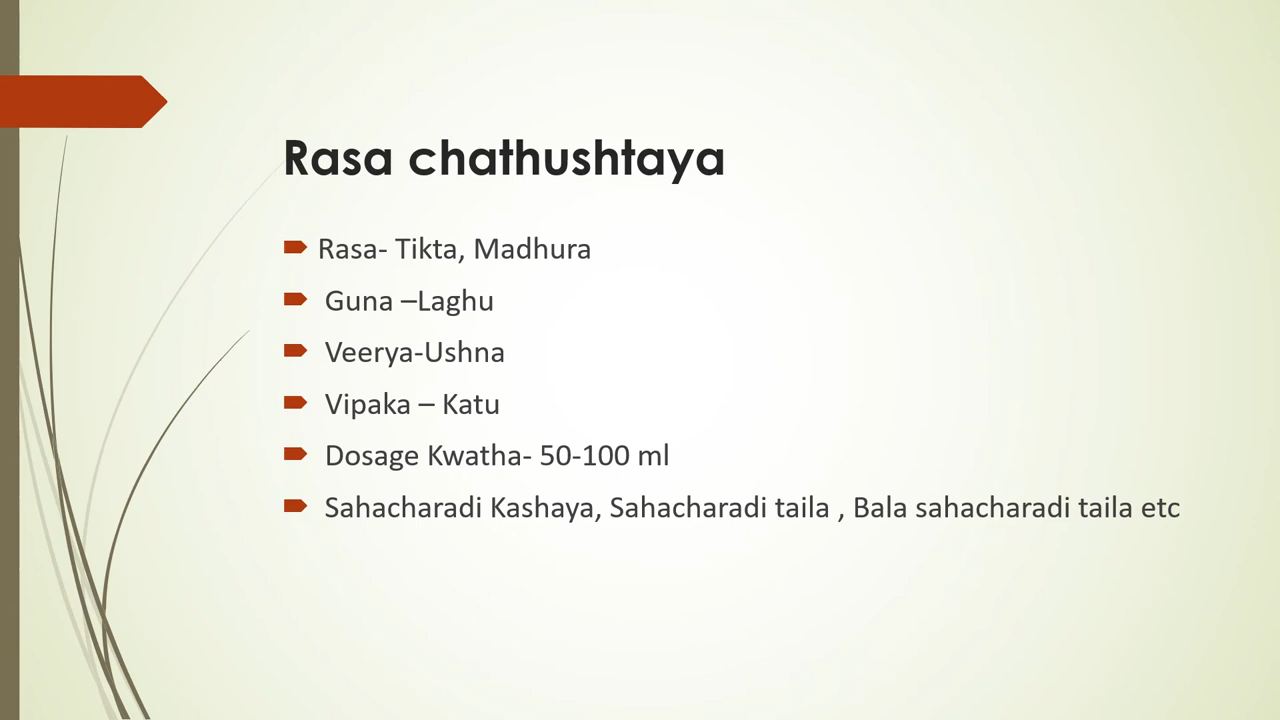 Rasa chathushtaya
Rasa- Tikta, Madhura
Guna –Laghu
Veerya-Ushna
Vipaka – Katu
Dosage Kwatha- 50-100 ml
Sahacharadi Kashaya, Sahacharadi taila , Bala sahacharadi taila etc